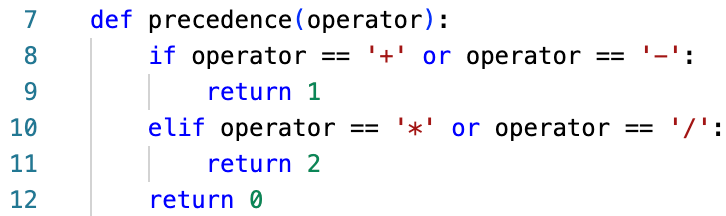 7 def precedence(operator):
8 if operator == '+' or operator == '-':
9 return 1
10 elif operator == '*' or operator == '/':
11 return 2
12 return 0